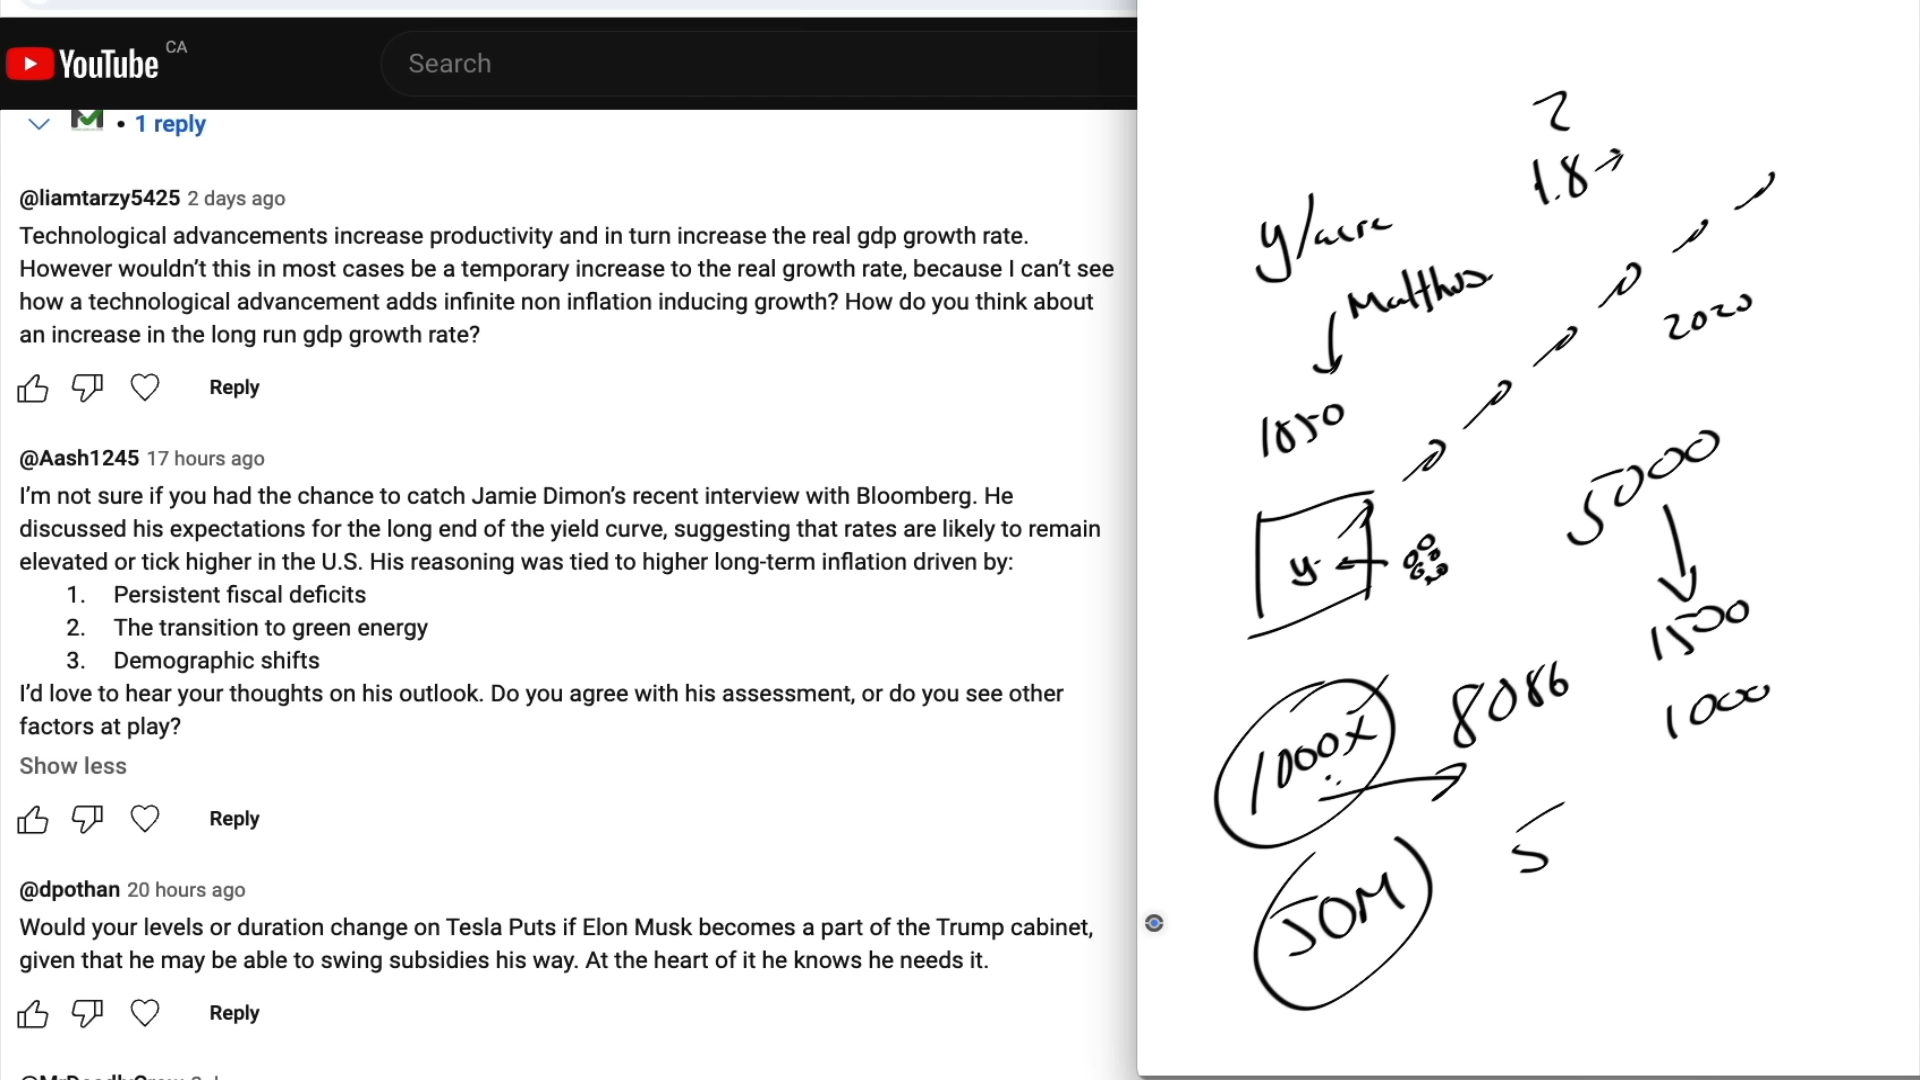 YouTube CA
Search
• 1 reply
@liamtarzy5425 2 days ago
Technological advancements increase productivity and in turn increase the real gdp growth rate.
However wouldn’t this in most cases be a temporary increase to the real growth rate, because I can’t see
how a technological advancement adds infinite non inflation inducing growth? How do you think about
an increase in the long run gdp growth rate?
Reply
@Aash1245 17 hours ago
I’m not sure if you had the chance to catch Jamie Dimon’s recent interview with Bloomberg. He
discussed his expectations for the long end of the yield curve, suggesting that rates are likely to remain
elevated or tick higher in the U.S. His reasoning was tied to higher long-term inflation driven by:
1. Persistent fiscal deficits
2. The transition to green energy
3. Demographic shifts
I’d love to hear your thoughts on his outlook. Do you agree with his assessment, or do you see other
factors at play?
Show less
Reply
@dpothan 20 hours ago
Would your levels or duration change on Tesla Puts if Elon Musk becomes a part of the Trump cabinet,
given that he may be able to swing subsidies his way. At the heart of it he knows he needs it.
Reply
2
1.8
y/acre
Malthus
2020
1850
5000
y
1500
8086
1000
1000x
5
50M